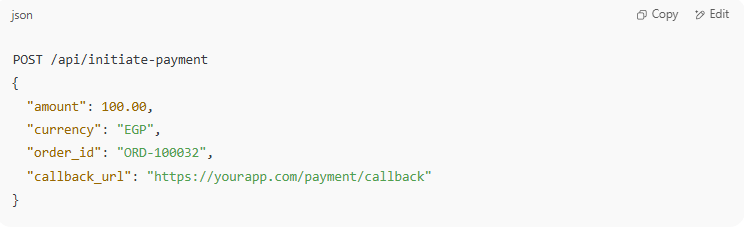 json
Copy
Edit
POST /api/initiate-payment
{
  "amount": 100.00,
  "currency": "EGP",
  "order_id": "ORD-100032",
  "callback_url": "https://yourapp.com/payment/callback"
}